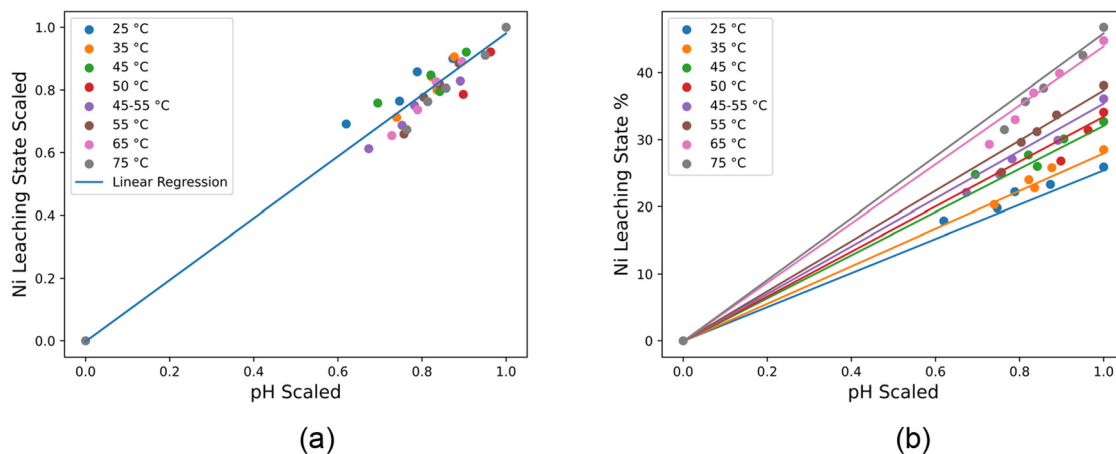 1.0
0.8
0.6
0.4
0.2
0.0
Ni Leaching State Scaled
25 °C
35 °C
45 °C
50 °C
45-55 °C
55 °C
65 °C
75 °C
Linear Regression
0.0 0.2 0.4 0.6 0.8 1.0
pH Scaled
(a)
40
30
20
10
0
Ni Leaching State %
25 °C
35 °C
45 °C
50 °C
45-55 °C
55 °C
65 °C
75 °C
0.0 0.2 0.4 0.6 0.8 1.0
pH Scaled
(b)